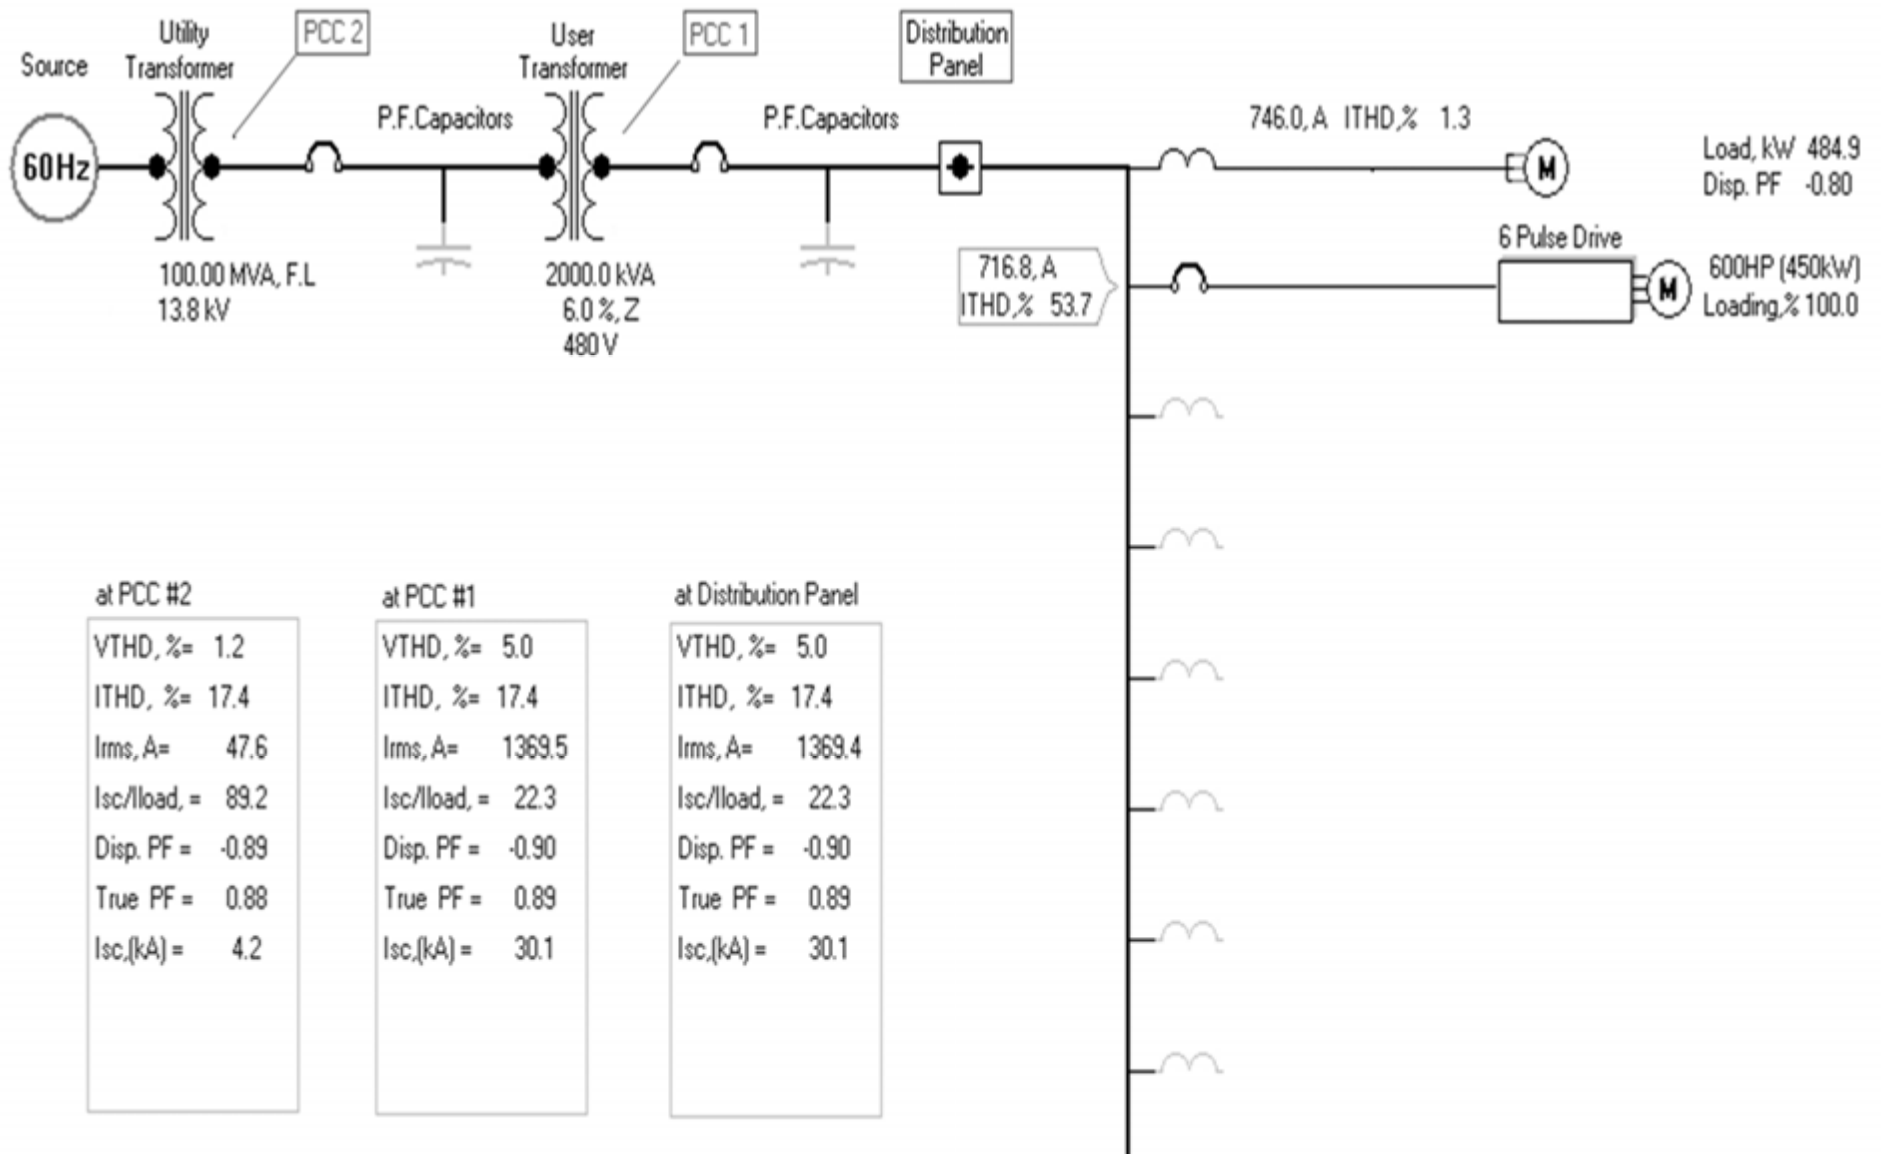 Source
60Hz
Utility
Transformer
PCC 2
P.F.Capacitors
User
Transformer
PCC 1
P.F.Capacitors
Distribution
Panel
746.0, A ITHD,% 1.3
M
Load, kW 484.9
Disp. PF -0.80
100.00 MVA, F.L
13.8 kV
2000.0 kVA
6.0 %, Z
480 V
716.8, A
ITHD,% 53.7
6 Pulse Drive
M
600HP (450kW)
Loading,% 100.0
at PCC #2
VTHD, %= 1.2
ITHD, %= 17.4
Irms, A= 47.6
Isc/Iload, = 89.2
Disp. PF = -0.89
True PF = 0.88
Isc,(kA) = 4.2
at PCC #1
VTHD, %= 5.0
ITHD, %= 17.4
Irms, A= 1369.5
Isc/Iload, = 22.3
Disp. PF = -0.90
True PF = 0.89
Isc,(kA) = 30.1
at Distribution Panel
VTHD, %= 5.0
ITHD, %= 17.4
Irms, A= 1369.4
Isc/Iload, = 22.3
Disp. PF = -0.90
True PF = 0.89
Isc,(kA) = 30.1